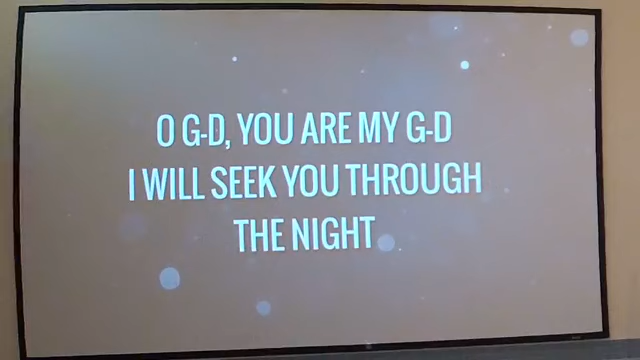 O G-D, YOU ARE MY G-D
I WILL SEEK YOU THROUGH
THE NIGHT